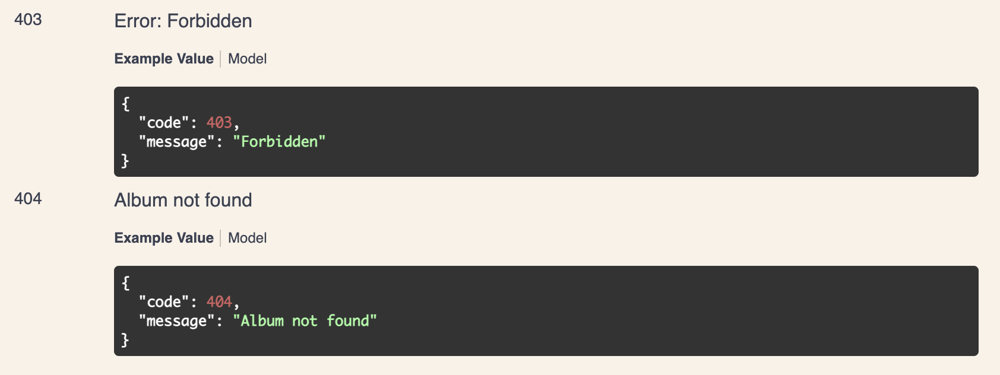 403 Error: Forbidden
Example Value Model
{
"code": 403,
"message": "Forbidden"
}
404 Album not found
Example Value Model
{
"code": 404,
"message": "Album not found"
}